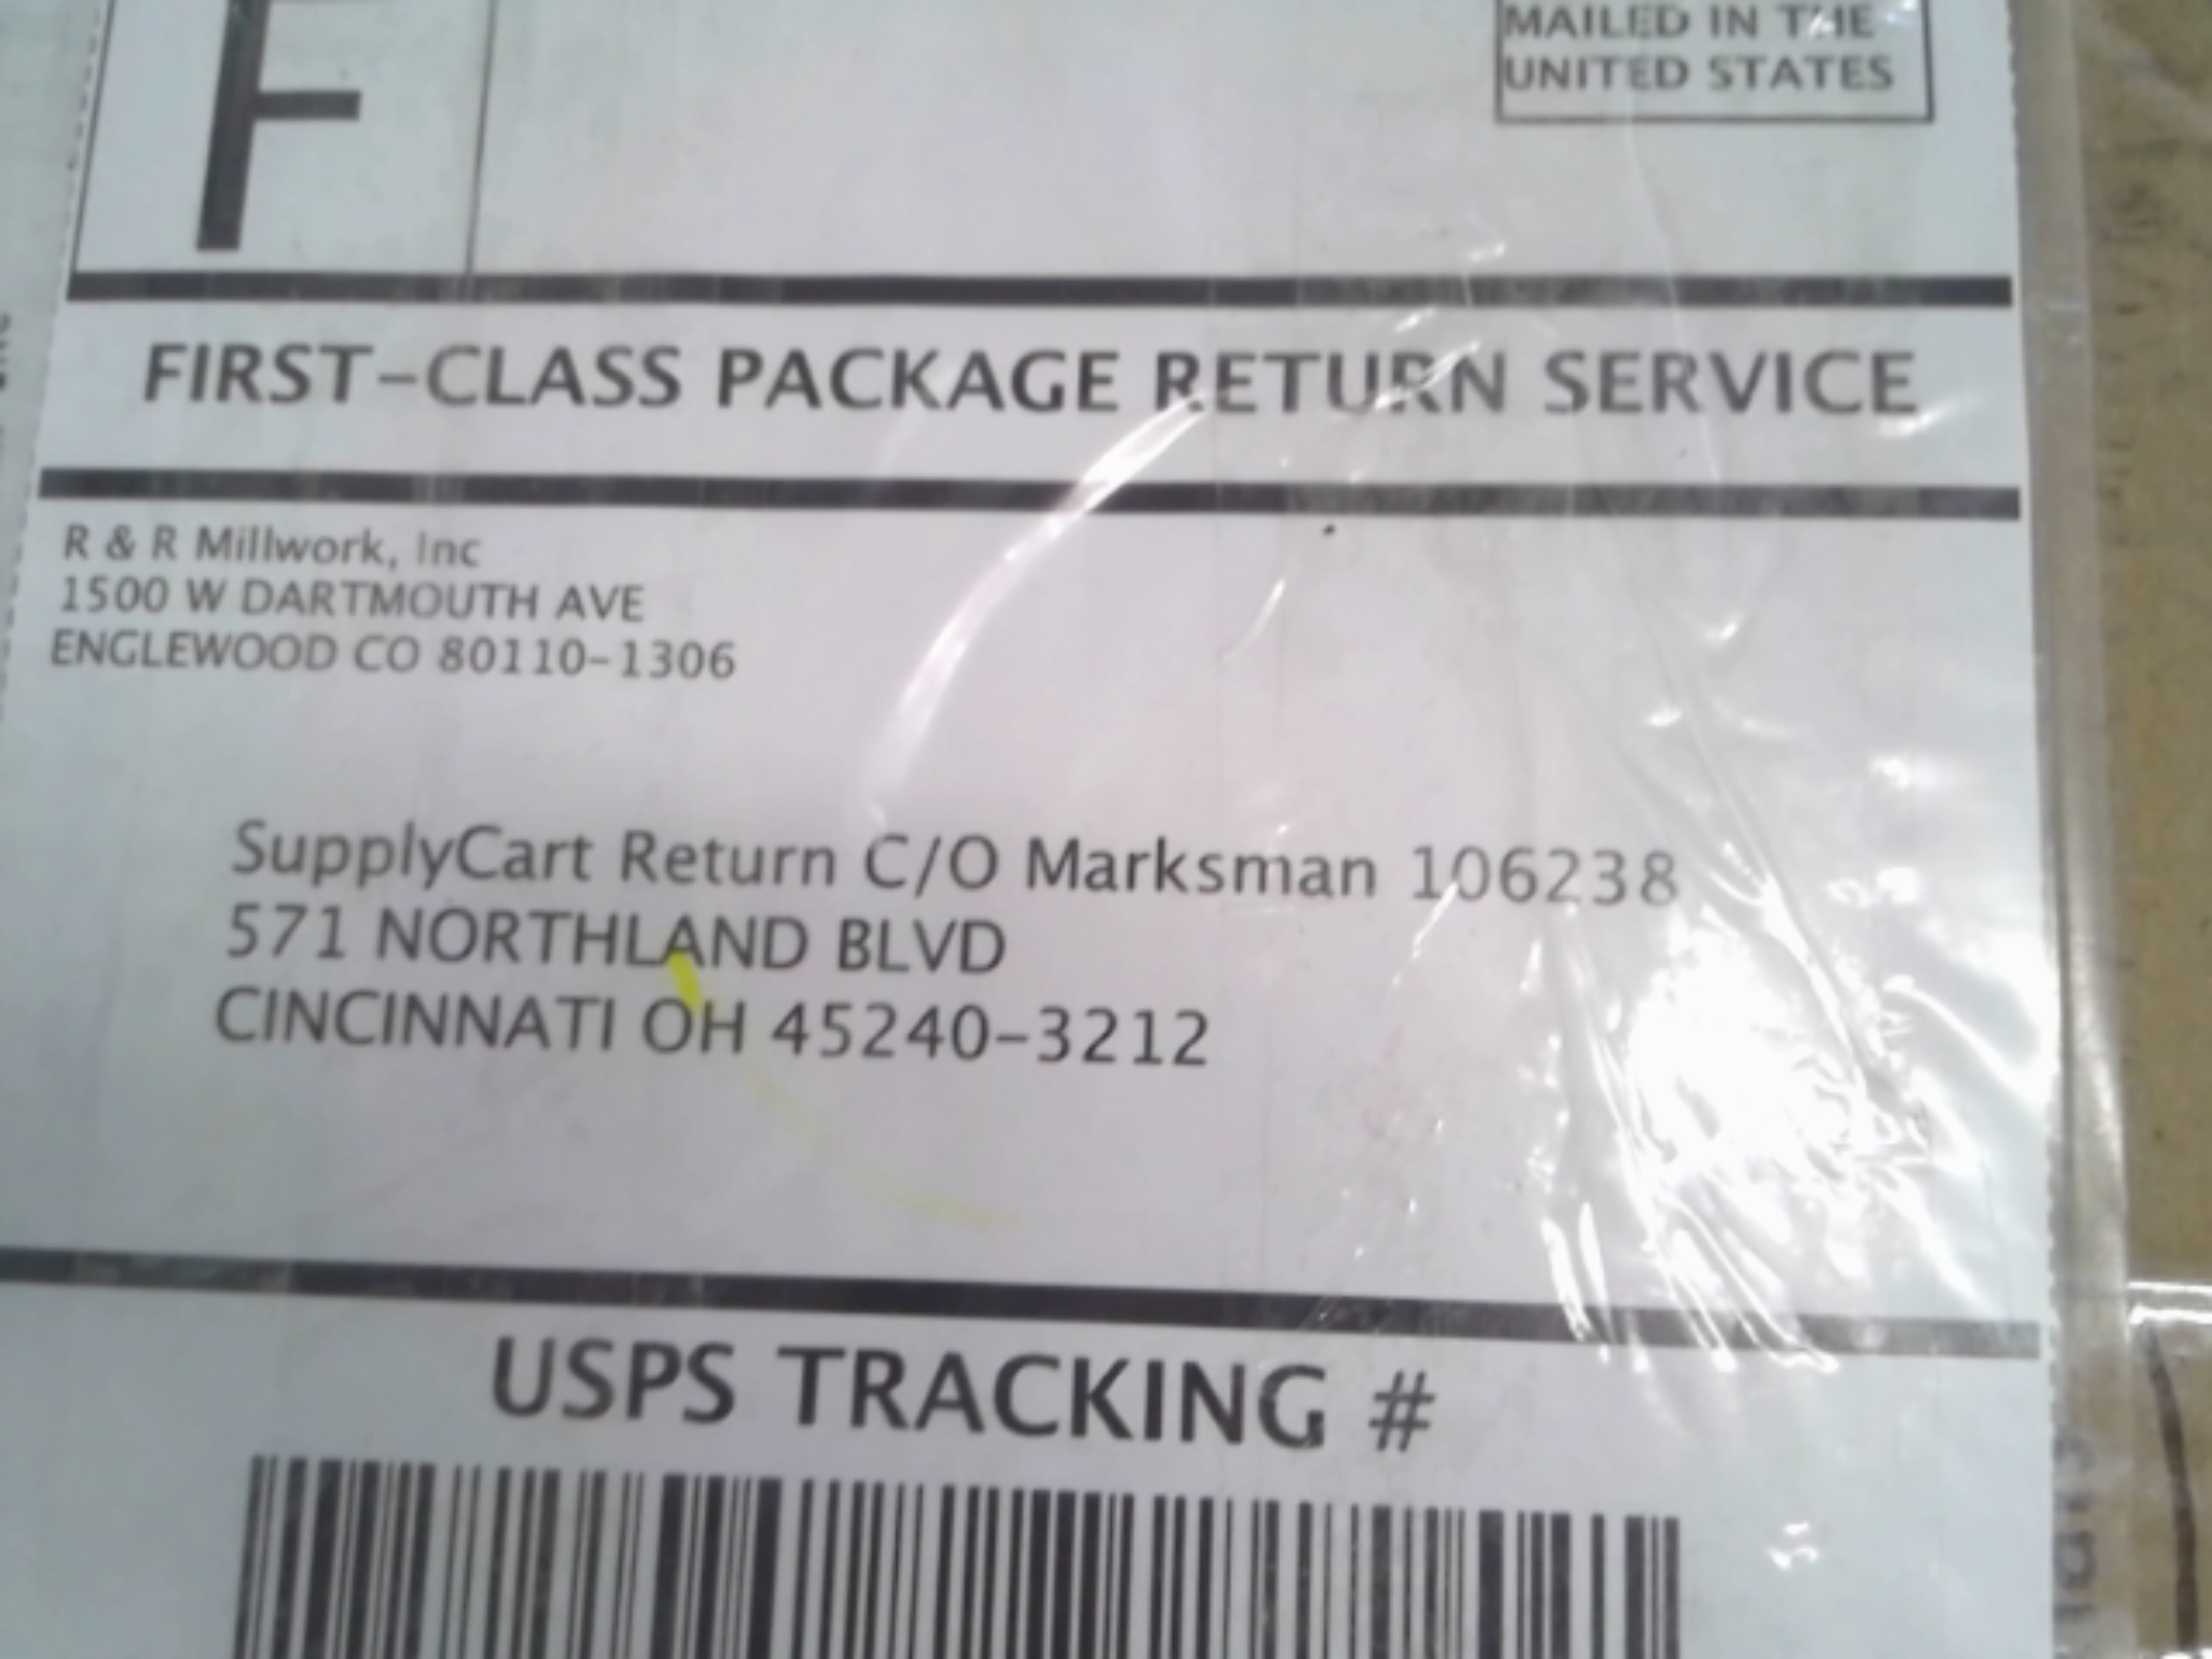 F
MAILED IN THE
UNITED STATES
FIRST-CLASS PACKAGE RETURN SERVICE
R & R Millwork, Inc
1500 W DARTMOUTH AVE
ENGLEWOOD CO 80110-1306
SupplyCart Return C/O Marksman 106238
571 NORTHLAND BLVD
CINCINNATI OH 45240-3212
USPS TRACKING #